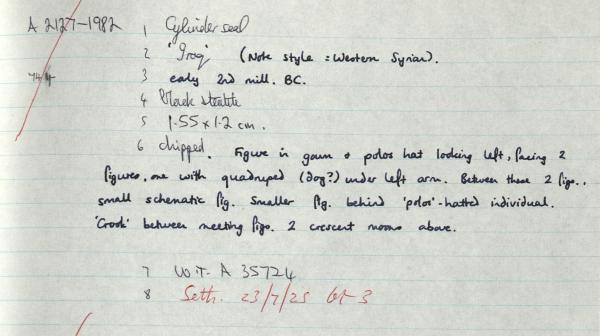 A 2127-1982 1 Cylinder seal
2 'Iraq' (Note style = Western Syrian).
3 early 2nd mill. BC.
4 black steatite
5 1.55 x 1.2 cm.
6 chipped. Figure in gown & polos hat looking left, facing 2
figures, one with quadruped (dog?) under left arm. Between these 2 figs.,
small schematic fig. Smaller fig. behind 'polos'-hatted individual.
'Crook' between meeting figs. 2 crescent moons above.
7 W.T. A 35724
8 Soth. 23/7/25 lot 3